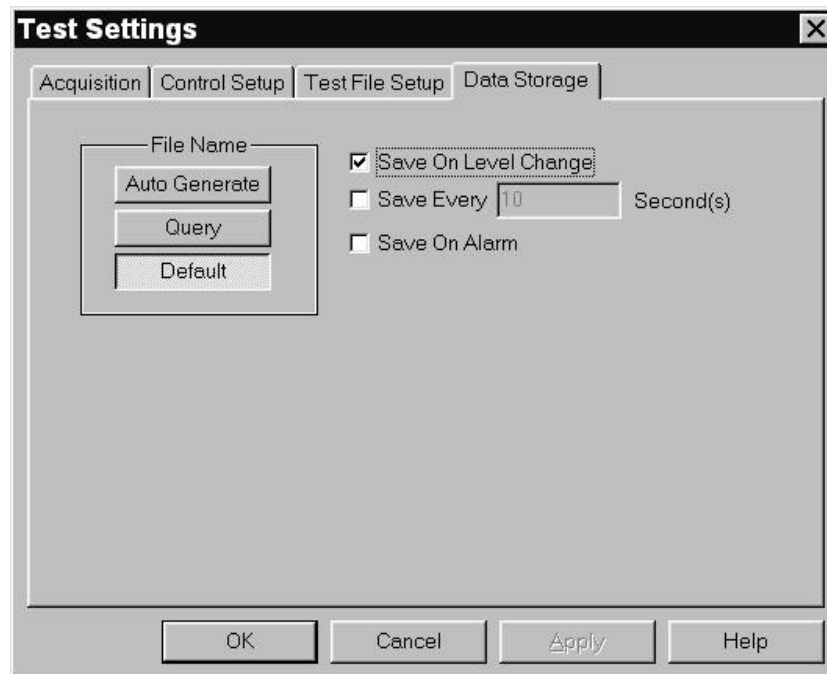 Test Settings
Acquisition Control Setup Test File Setup Data Storage
File Name
Auto Generate
Query
Default
Save On Level Change
Save Every 10 Second(s)
Save On Alarm
OK Cancel Apply Help